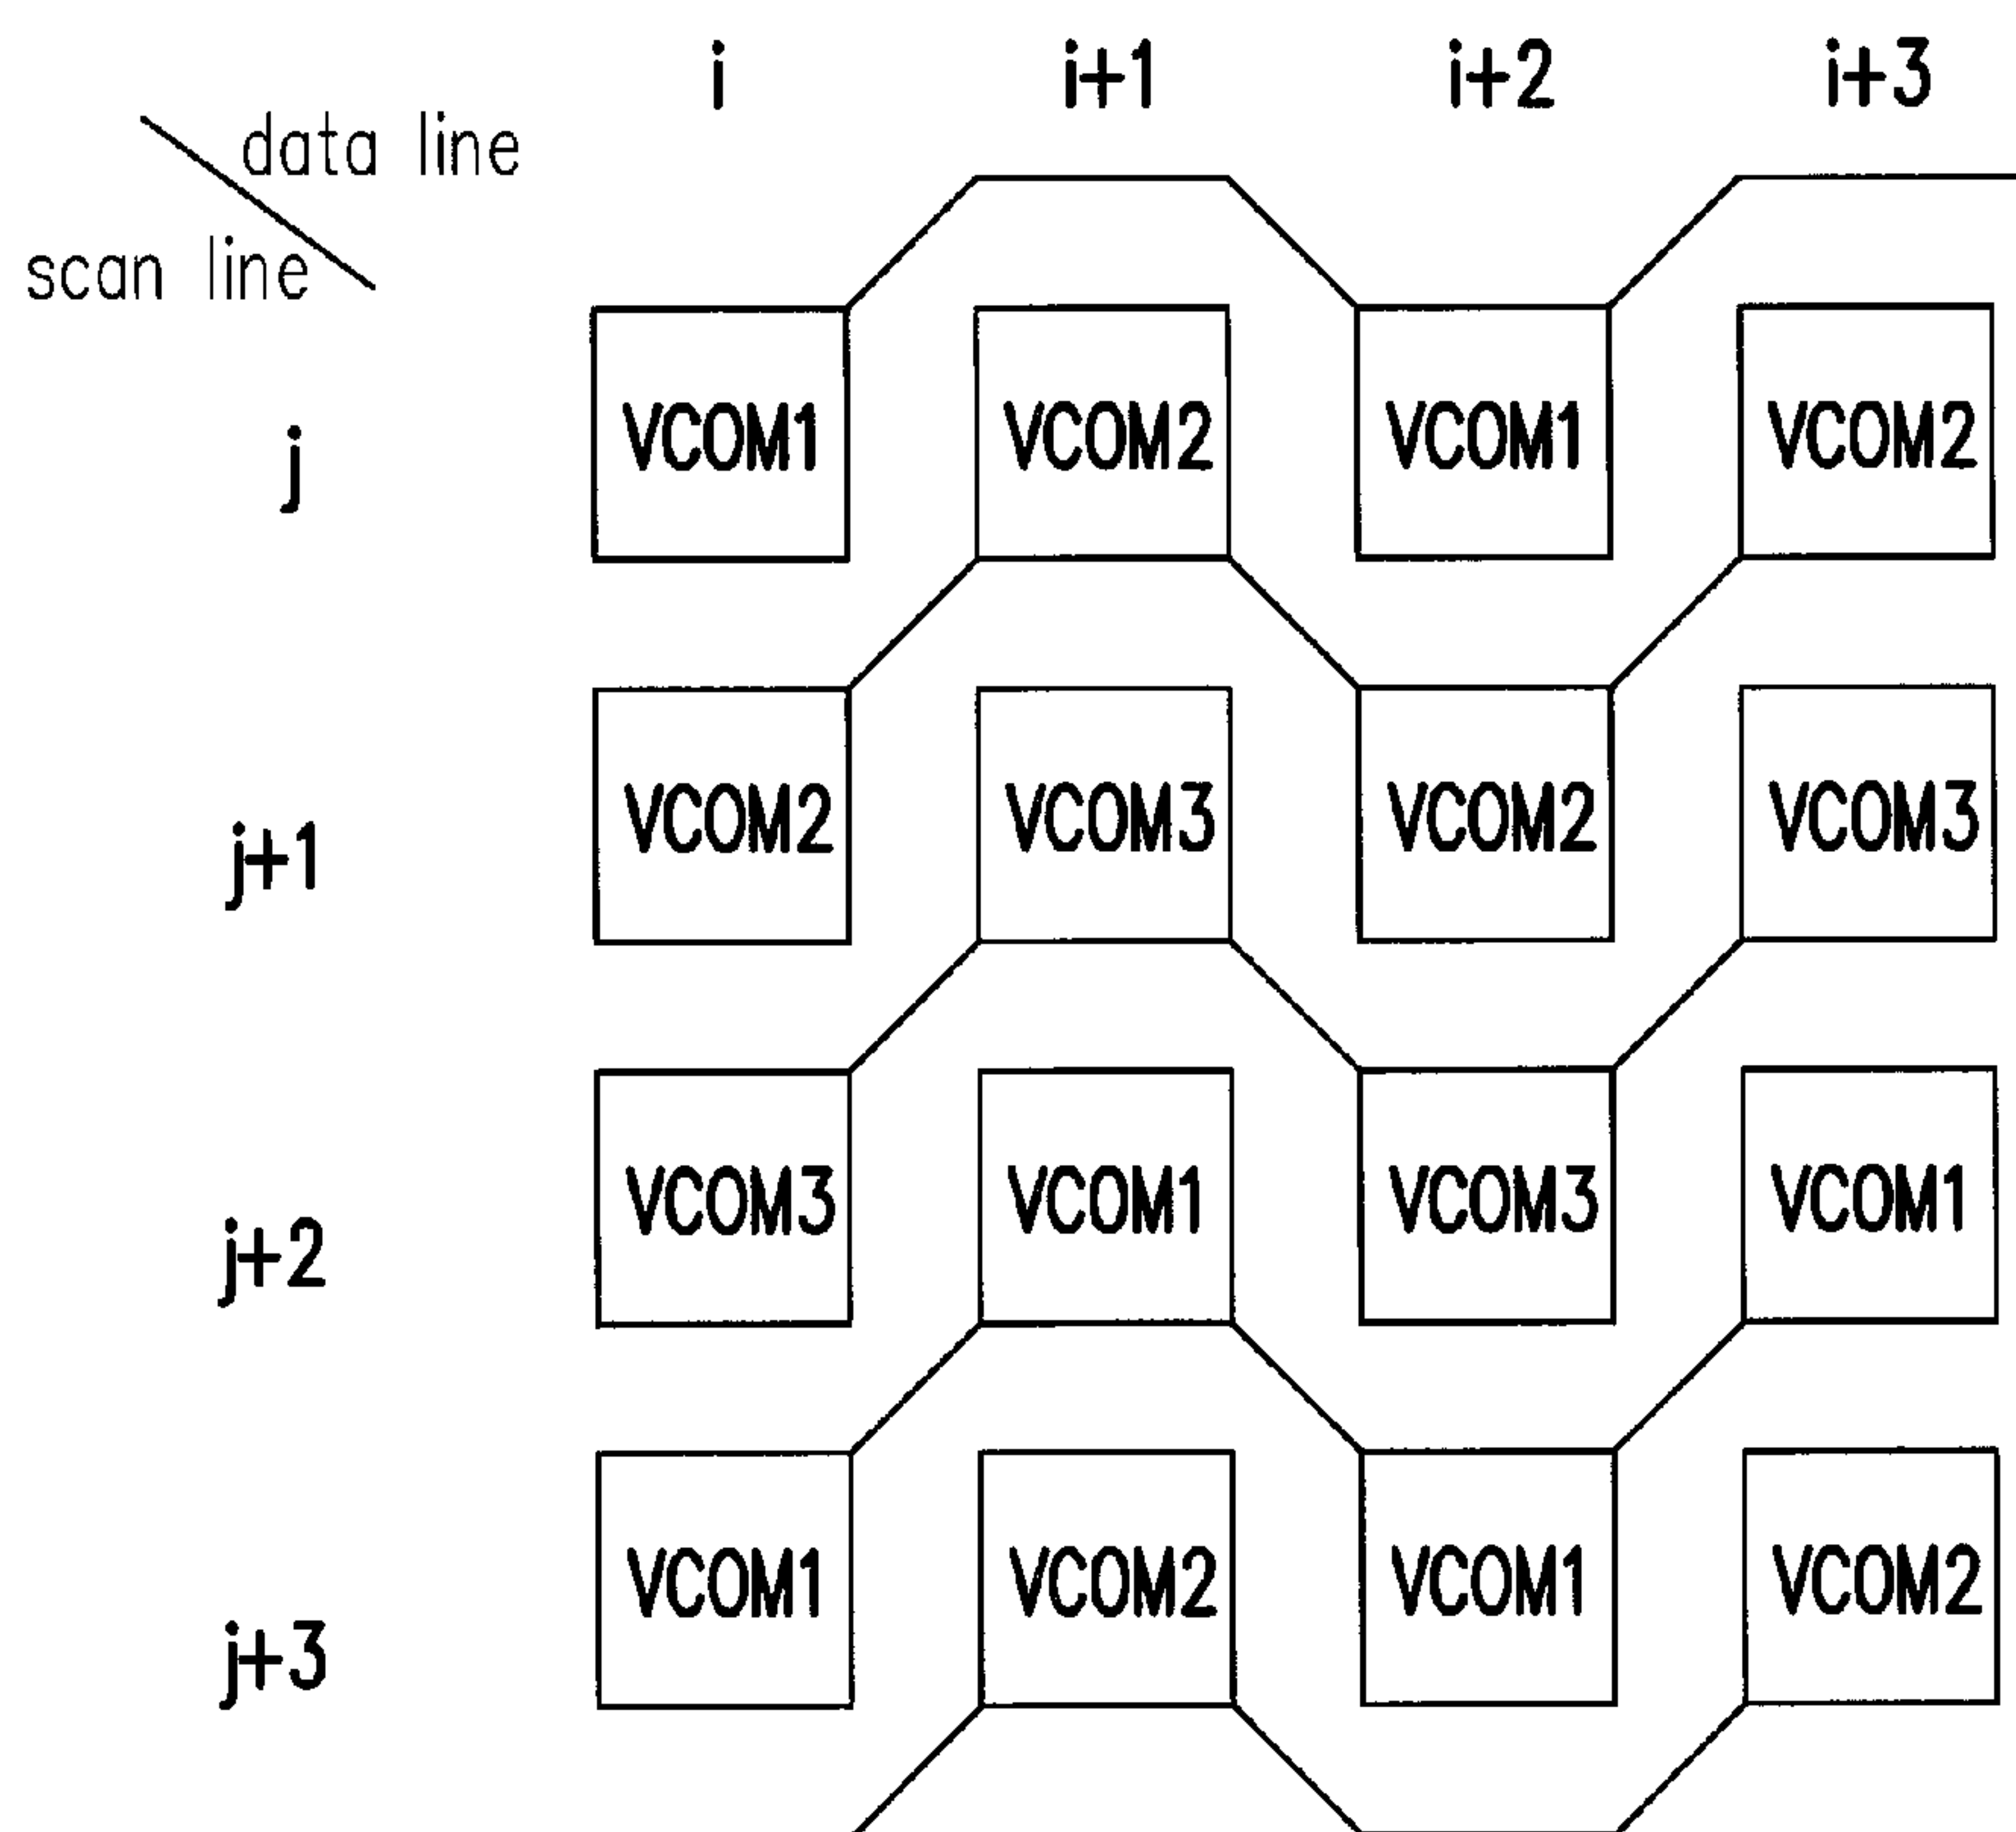 i i+1 i+2 i+3
data line
scan line
j VCOM1 VCOM2 VCOM1 VCOM2
j+1 VCOM2 VCOM3 VCOM2 VCOM3
j+2 VCOM3 VCOM1 VCOM3 VCOM1
j+3 VCOM1 VCOM2 VCOM1 VCOM2